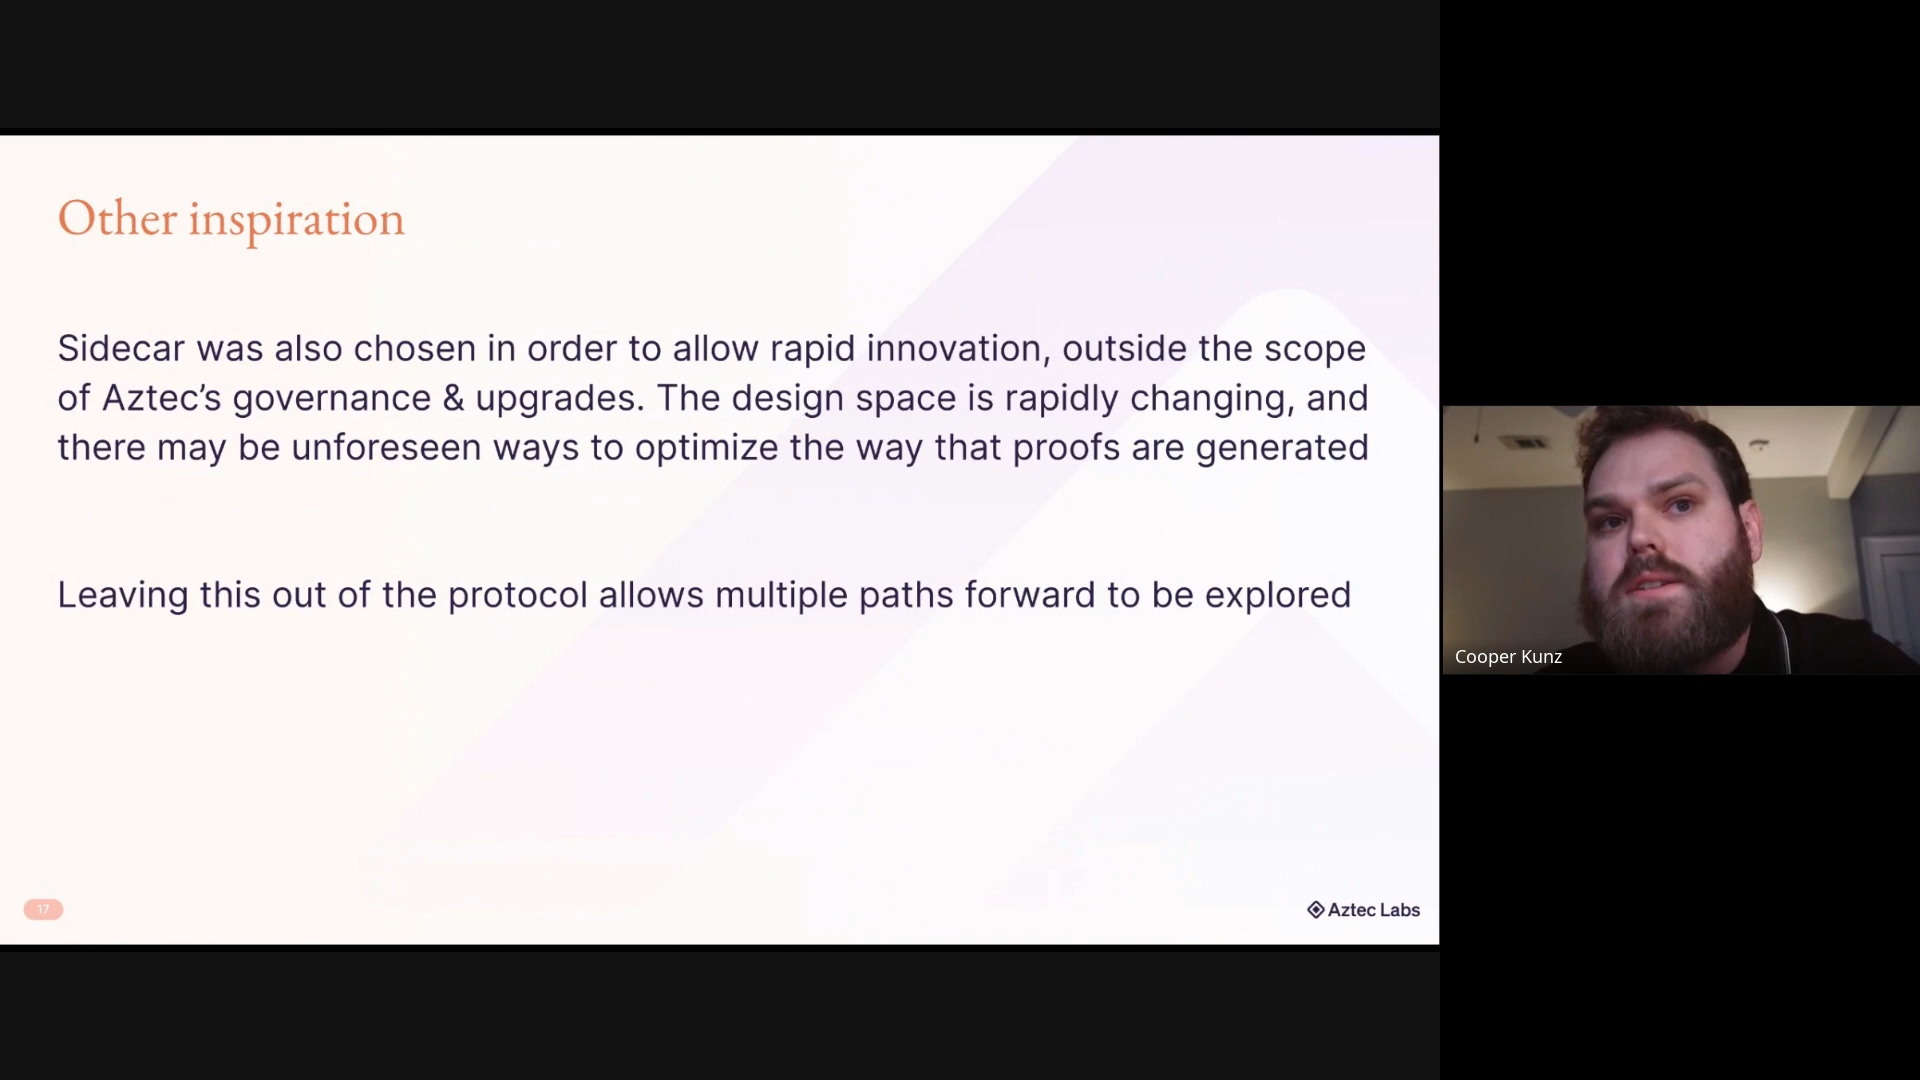 Other inspiration
Sidecar was also chosen in order to allow rapid innovation, outside the scope
of Aztec’s governance & upgrades. The design space is rapidly changing, and
there may be unforeseen ways to optimize the way that proofs are generated
Leaving this out of the protocol allows multiple paths forward to be explored
Cooper Kunz
17
Aztec Labs